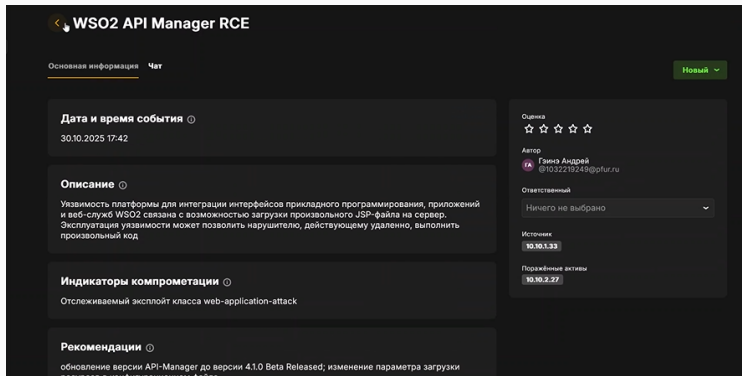 WSO2 API Manager RCE
Основная информация Чат
Новый
Дата и время события
30.10.2025 17:42
Описание
Уязвимость платформы для интеграции интерфейсов прикладного программирования, приложений
и веб-служб WSO2 связана с возможностью загрузки произвольного JSP-файла на сервер.
Эксплуатация уязвимости может позволить нарушителю, действующему удаленно, выполнить
произвольный код
Индикаторы компрометации
Отслеживаемый эксплойт класса web-application-attack
Рекомендации
обновление версии API-Manager до версии 4.1.0 Beta Released; изменение параметра загрузки
Оценка
Автор
ГА
Гэинэ Андрей
@1032219249@pfur.ru
Ответственный
Ничего не выбрано
Источник
10.10.1.33
Поражённые активы
10.10.2.27